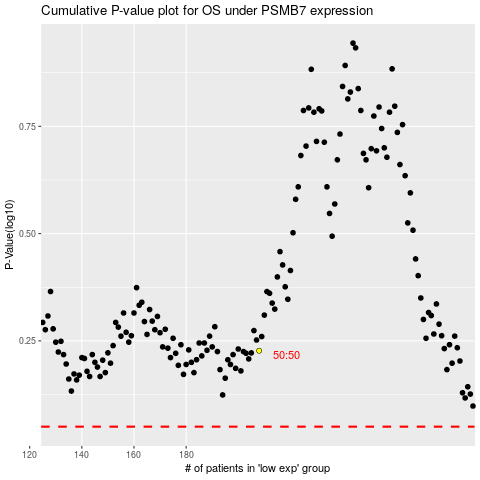 Cumulative P-value plot for OS under PSMB7 expression
P-Value(log10)
0.75
0.50
0.25
50:50
120 140 160 180
# of patients in 'low exp' group